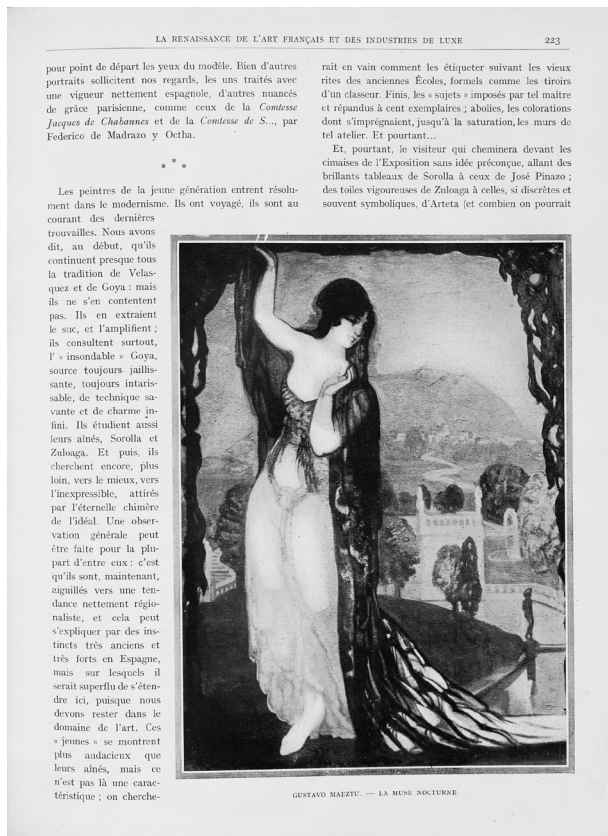 LA RENAISSANCE DE L'ART FRANÇAIS ET DES INDUSTRIES DE LUXE 223
pour point de départ les yeux du modèle. Bien d'autres
portraits sollicitent nos regards, les uns traités avec
une vigueur nettement espagnole, d'autres nuancés
de grâce parisienne, comme ceux de la Comtesse
Jacques de Chabannes et de la Comtesse de S..., par
Federico de Madrazo y Octha.
* * *
Les peintres de la jeune génération entrent résolu-
ment dans le modernisme. Ils ont voyagé, ils sont au
courant des dernières
trouvailles. Nous avons
dit, au début, qu'ils
continuent presque tous
la tradition de Velas-
quez et de Goya : mais
ils ne s'en contentent
pas. Ils en extraient
le suc, et l'amplifient ;
ils consultent surtout,
l' « insondable » Goya,
source toujours jaillis-
sante, toujours intaris-
sable, de technique sa-
vante et de charme in-
fini. Ils étudient aussi
leurs aînés, Sorolla et
Zuloaga. Et puis, ils
cherchent encore, plus
loin, vers le mieux, vers
l'inexpressible, attirés
par l'éternelle chimère
de l'idéal. Une obser-
vation générale peut
être faite pour la plu-
part d'entre eux : c'est
qu'ils sont, maintenant,
aiguillés vers une ten-
dance nettement régio-
naliste, et cela peut
s'expliquer par des ins-
tincts très anciens et
très forts en Espagne,
mais sur lesquels il
serait superflu de s'éten-
dre ici, puisque nous
devons rester dans le
domaine de l'art. Ces
« jeunes » se montrent
plus audacieux que
leurs aînés, mais ce
n'est pas là une carac-
téristique ; on cherche-
rait en vain comment les étiqueter suivant les vieux
rites des anciennes Écoles, formels comme les tiroirs
d'un classeur. Finis, les « sujets » imposés par tel maître
et répandus à cent exemplaires ; abolies, les colorations
dont s'imprégnaient, jusqu'à la saturation, les murs de
tel atelier. Et pourtant...
Et, pourtant, le visiteur qui cheminera devant les
cimaises de l'Exposition sans idée préconçue, allant des
brillants tableaux de Sorolla à ceux de José Pinazo ;
des toiles vigoureuses de Zuloaga à celles, si discrètes et
souvent symboliques, d'Arteta (et combien on pourrait
GUSTAVO MAEZTU. — LA MUSE NOCTURNE